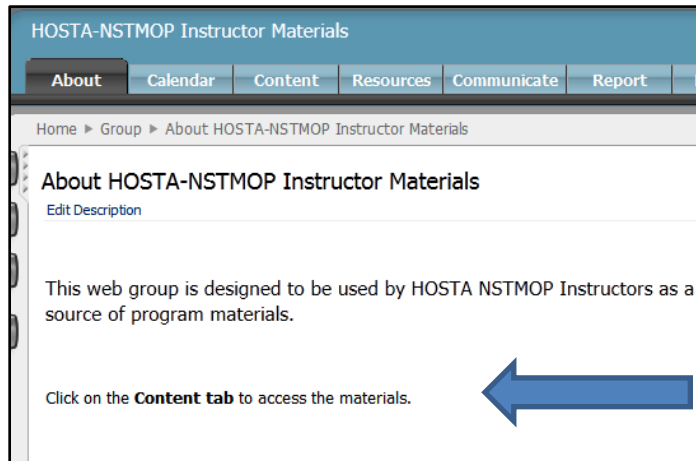 HOSTA-NSTMOP Instructor Materials
About Calendar Content Resources Communicate Report
Home ▶ Group ▶ About HOSTA-NSTMOP Instructor Materials
About HOSTA-NSTMOP Instructor Materials
Edit Description
This web group is designed to be used by HOSTA NSTMOP Instructors as a
source of program materials.
Click on the Content tab to access the materials.